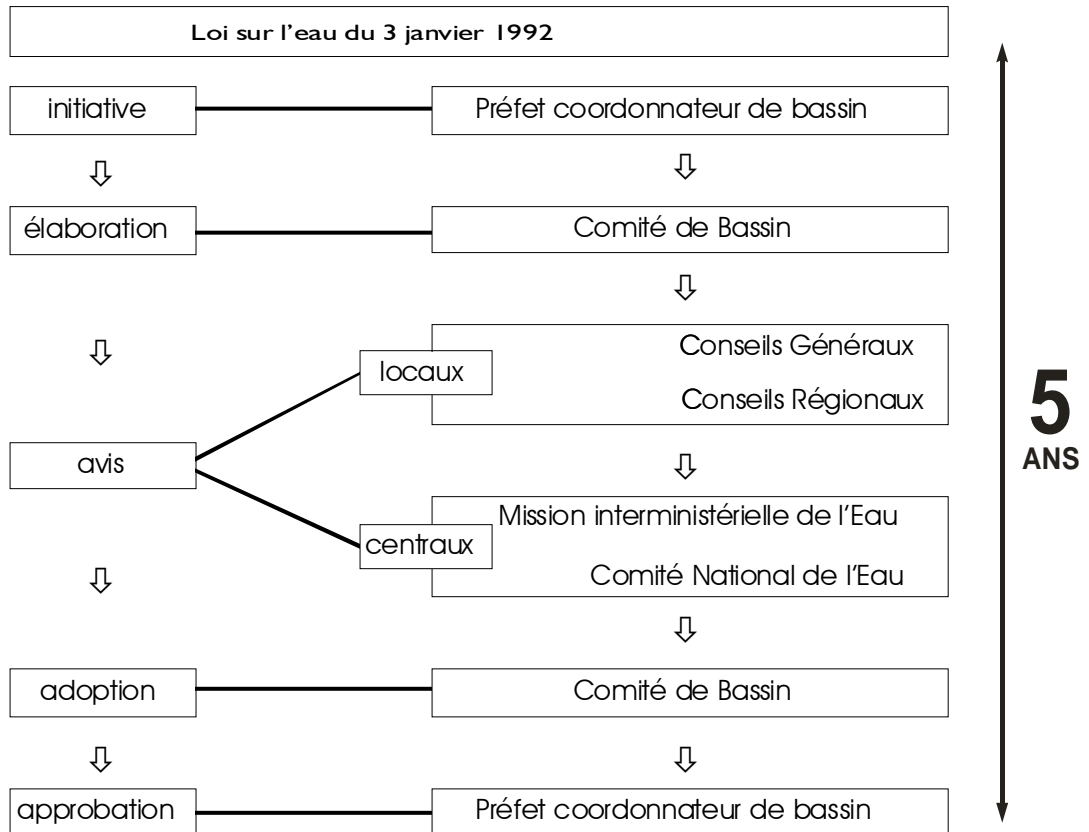 Loi sur l'eau du 3 janvier 1992
initiative
Préfet coordonnateur de bassin
élaboration
Comité de Bassin
locaux
Conseils Généraux
Conseils Régionaux
avis
centraux
Mission interministérielle de l'Eau
Comité National de l'Eau
adoption
Comité de Bassin
approbation
Préfet coordonnateur de bassin
5
ANS